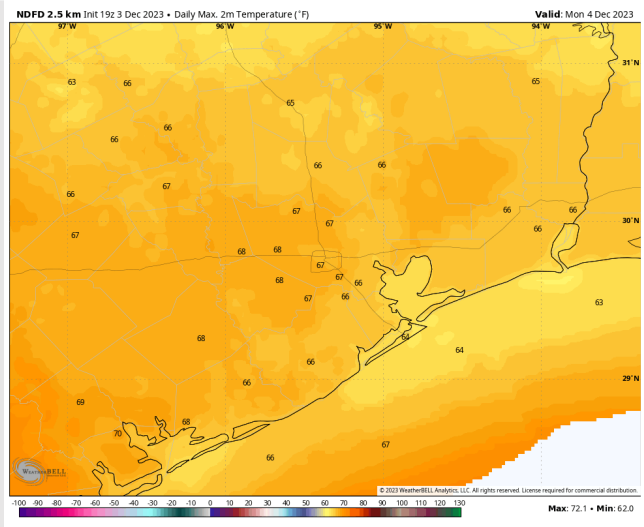 NDFD 2.5 km Init 19z 3 Dec 2023 • Daily Max. 2m Temperature (°F)
Valid: Mon 4 Dec 2023
97°W 96°W 95°W 94°W
31°N
63 66 65
65
66 66
66 66
66 67
67 66 66
67 30°N
67 66
68 68
67
68 67 66
67 66
63
68 64
64
66
66 29°N
69
70 68
67
66
WEATHERBELL
© 2023 WeatherBELL Analytics, LLC. All rights reserved. License required for commercial distribution.
-100 -90 -80 -70 -60 -50 -40 -30 -20 -10 0 10 20 30 40 50 60 70 80 90 100 110 120 130
Max: 72.1 • Min: 62.0